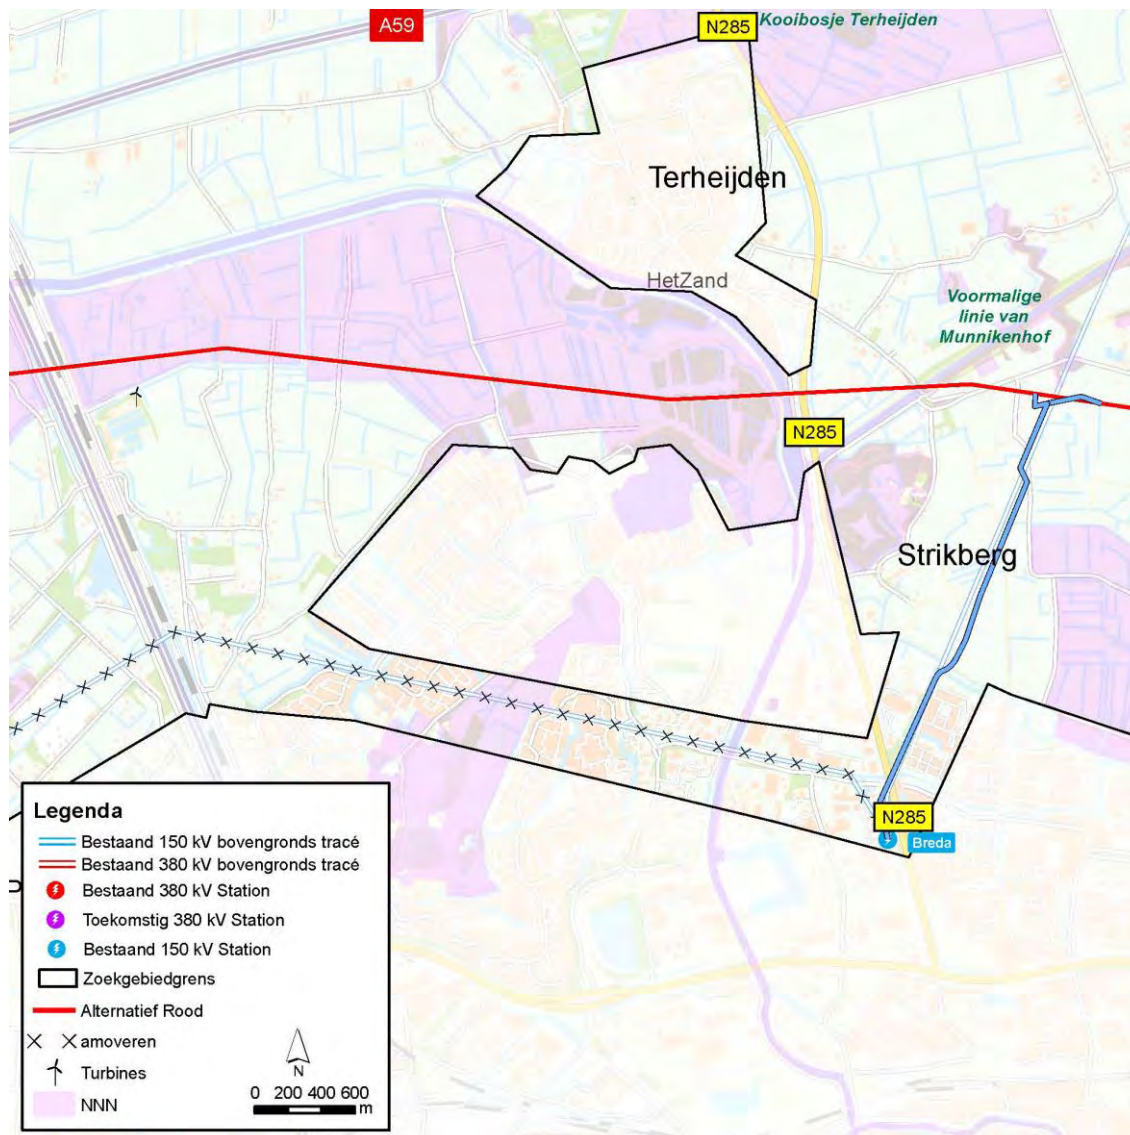 A59
N285
Kooibosje Terheijden
Terheijden
HetZand
Voormalige
linie van
Munnikenhof
N285
Strikberg
N285
Breda
Legenda
Bestaand 150 kV bovengronds tracé
Bestaand 380 kV bovengronds tracé
Bestaand 380 kV Station
Toekomstig 380 kV Station
Bestaand 150 kV Station
Zoekgebiedgrens
Alternatief Rood
amoveren
Turbines
NNN
N
0 200 400 600
m